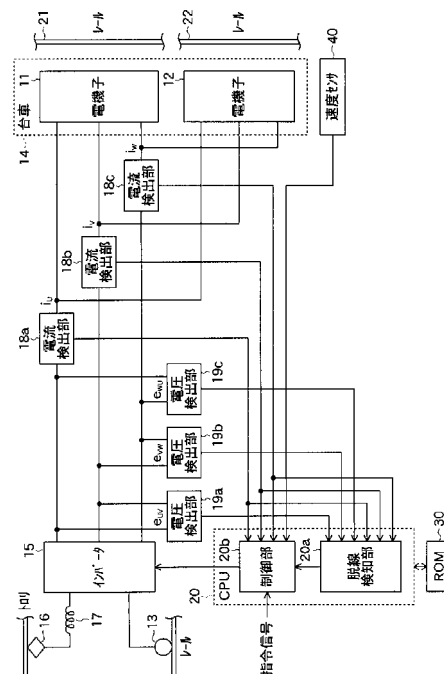 レール
21
レール
22
台車
11
電機子
12
電機子
14
40
速度センサ
iW
18c
電流検出部
iV
18b
電流検出部
iU
18a
電流検出部
eWU
電圧検出部
19c
eVW
電圧検出部
19b
eUV
電圧検出部
19a
15
インバータ
トロリ
16
17
13
レール
CPU
20
20b
制御部
20a
脱線検知部
指令信号
30
ROM